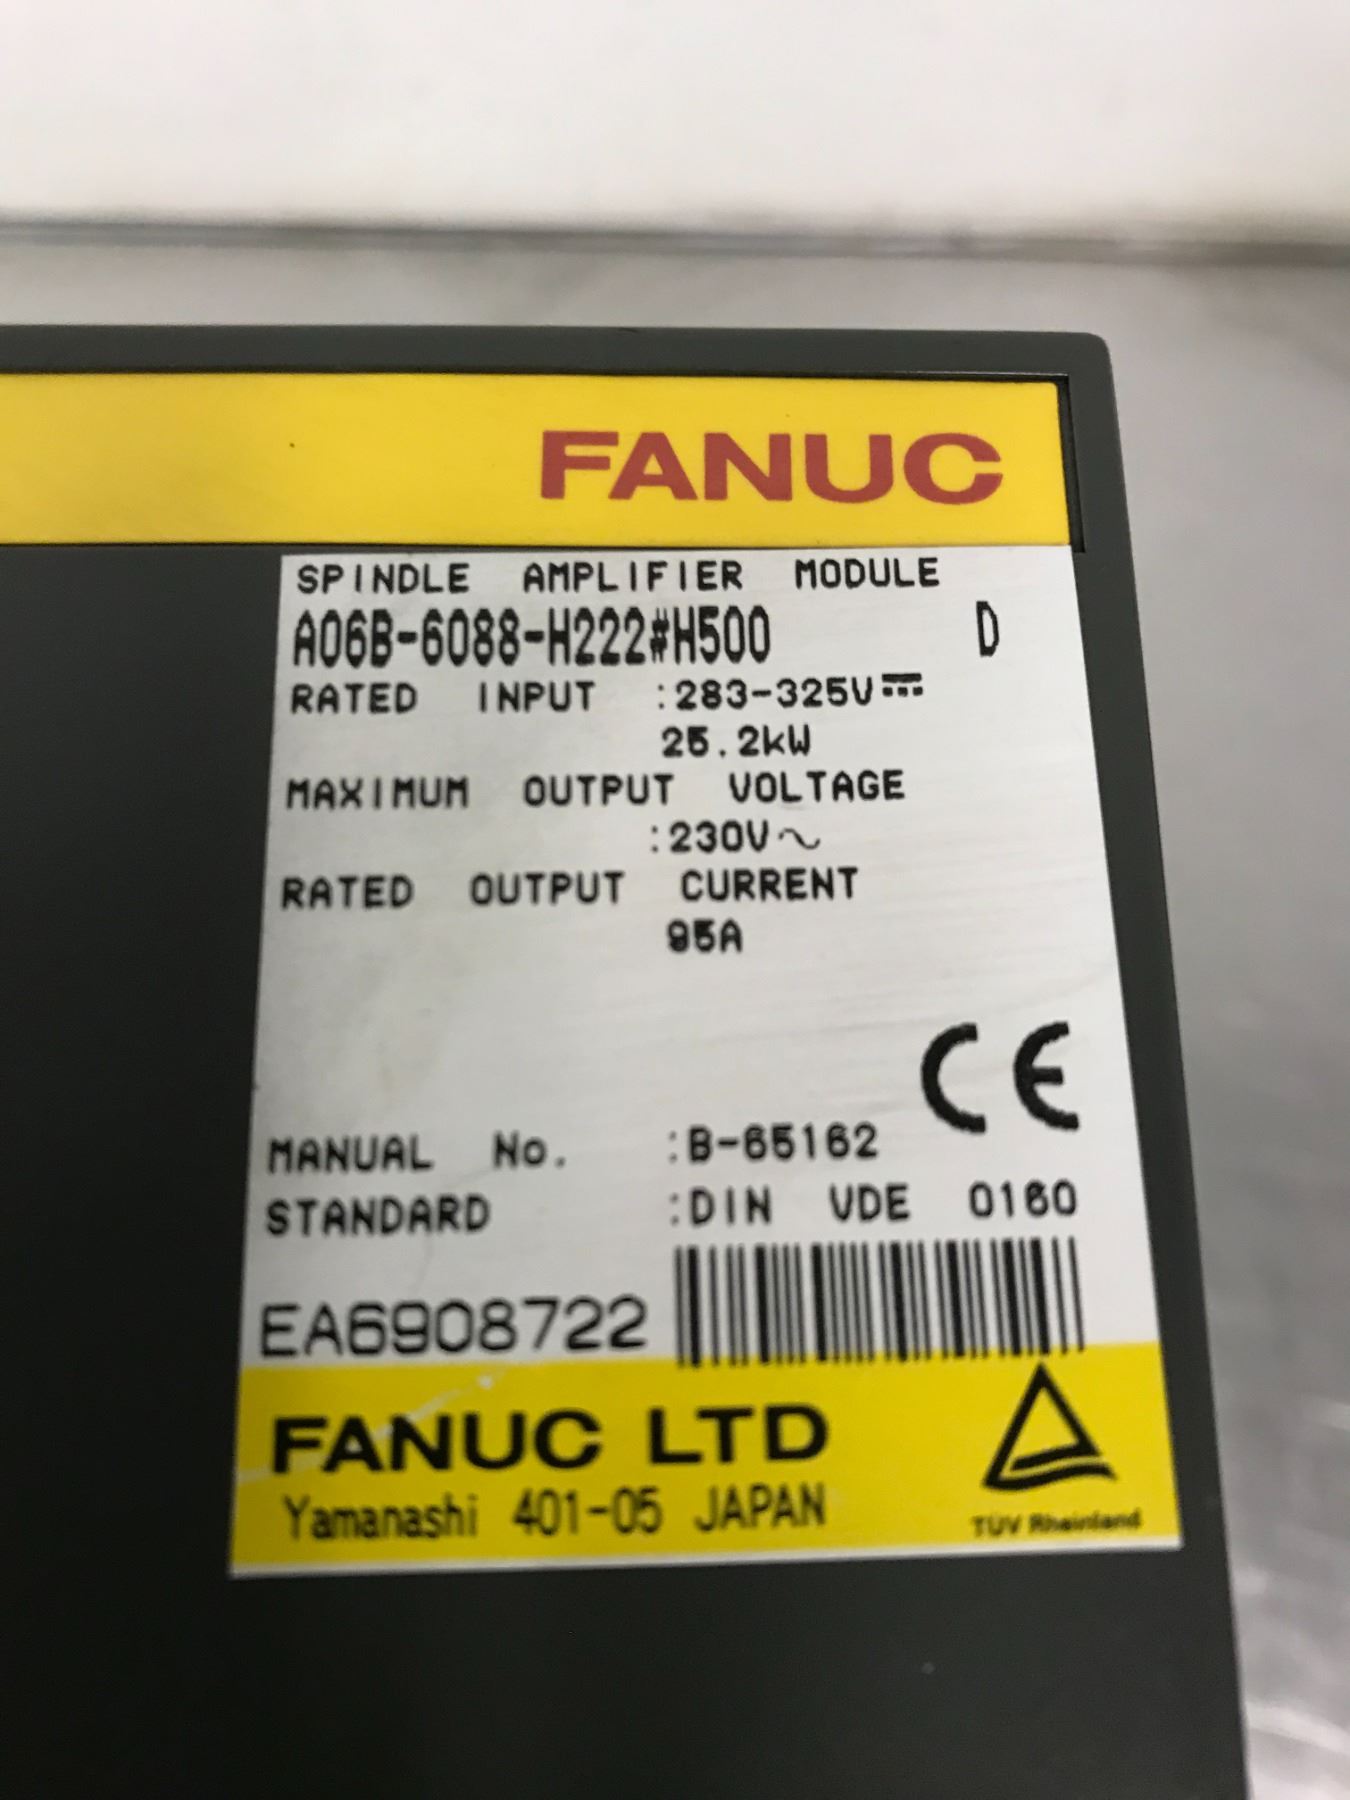 FANUC
SPINDLE AMPLIFIER MODULE
A06B-6088-H222#H500 D
RATED INPUT :283-325V⎓
25.2kW
MAXIMUM OUTPUT VOLTAGE
:230V~
RATED OUTPUT CURRENT
95A
CE
MANUAL No. :B-65162
STANDARD :DIN VDE 0160
EA6908722
FANUC LTD
Yamanashi 401-05 JAPAN
TÜV Rheinland